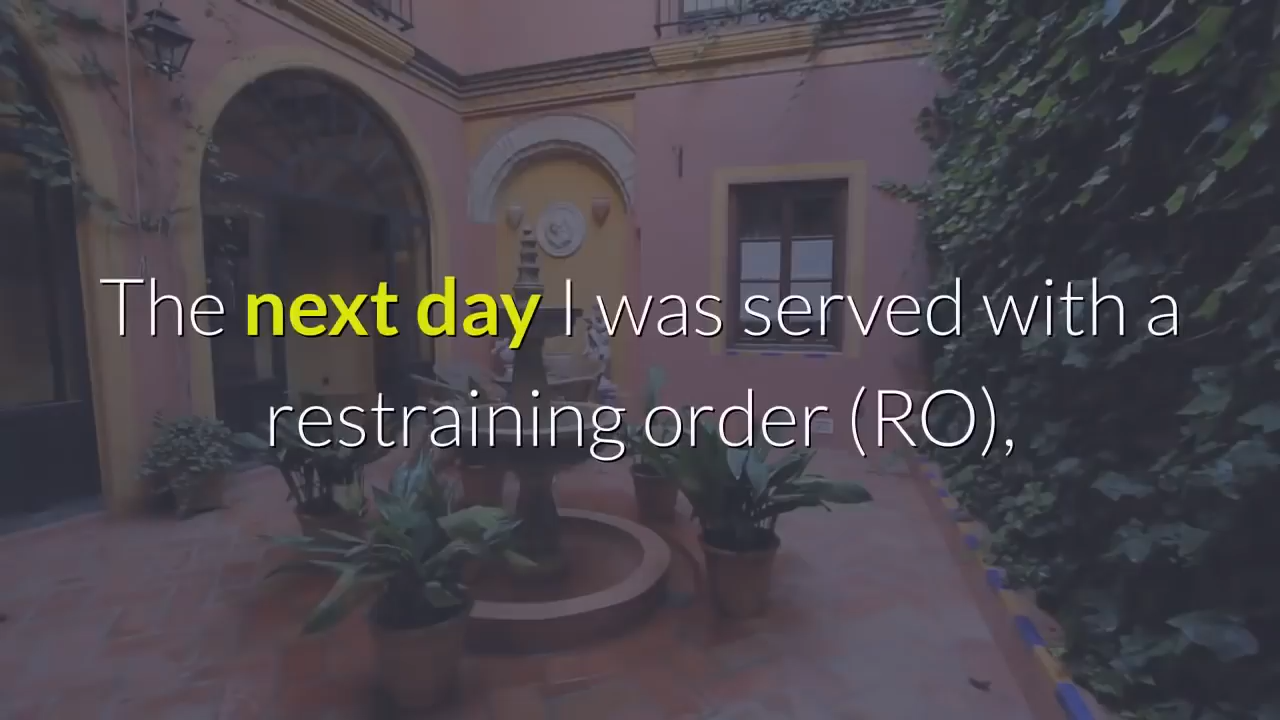 The next day I was served with a
restraining order (RO),